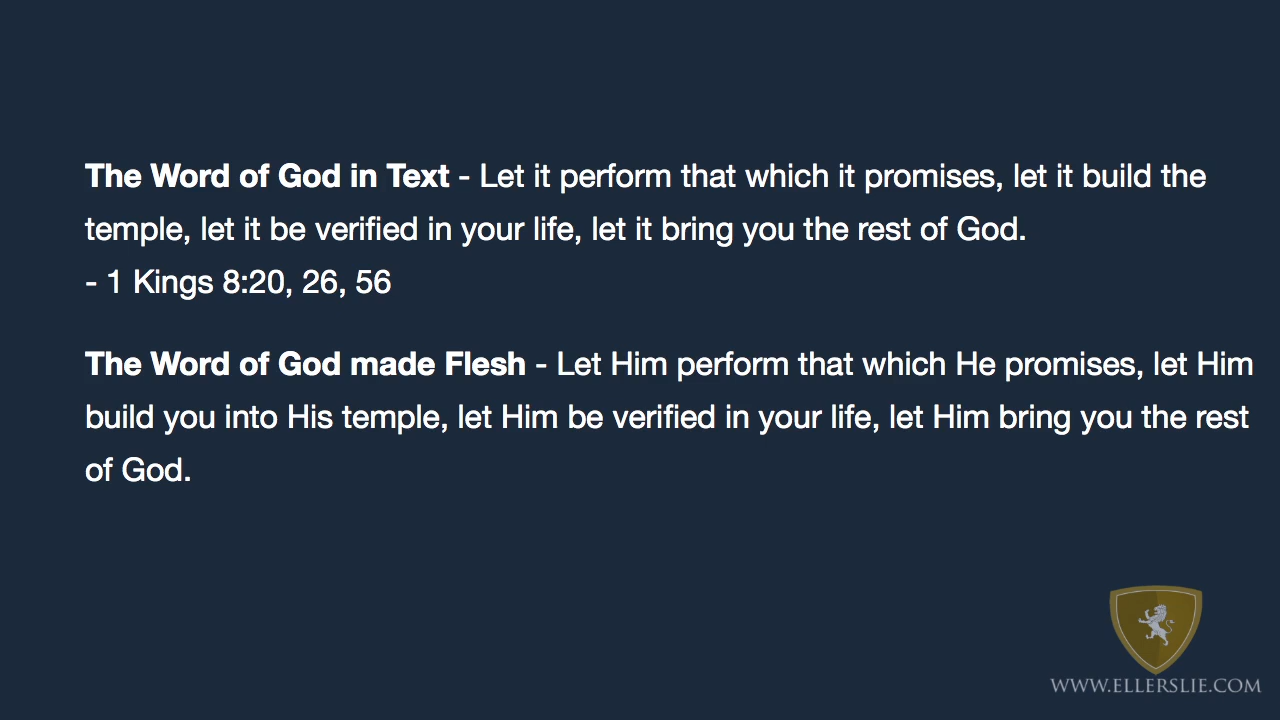 The Word of God in Text - Let it perform that which it promises, let it build the
temple, let it be verified in your life, let it bring you the rest of God.
- 1 Kings 8:20, 26, 56
The Word of God made Flesh - Let Him perform that which He promises, let Him
build you into His temple, let Him be verified in your life, let Him bring you the rest
of God.
WWW.ELLERSLIE.COM